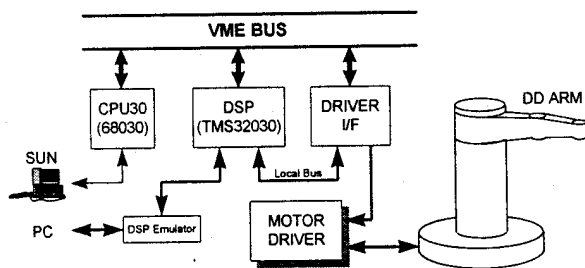 VME BUS
CPU30
(68030)
DSP
(TMS32030)
DRIVER
I/F
DD ARM
SUN
Local Bus
PC
DSP Emulator
MOTOR
DRIVER